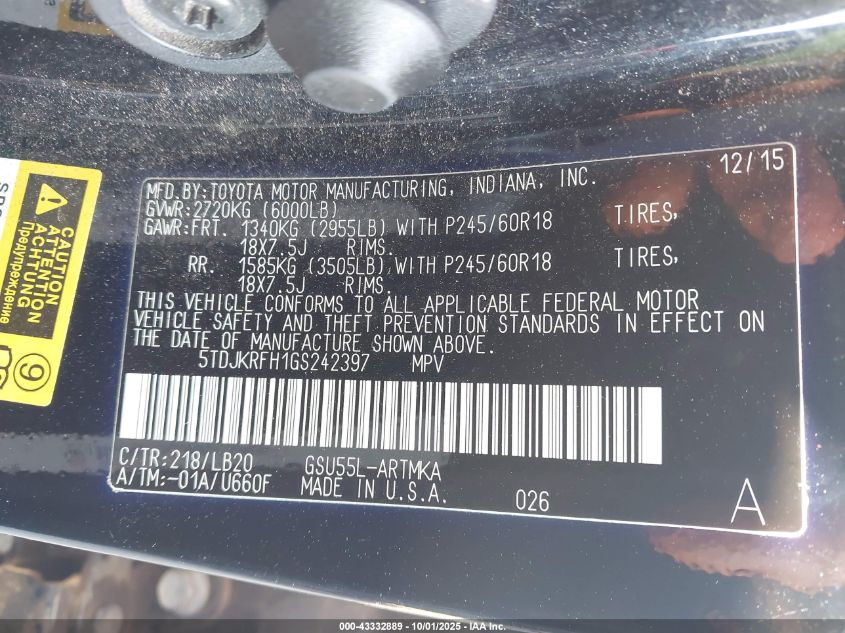 MFD. BY: TOYOTA MOTOR MANUFACTURING, INDIANA, INC. 12/15
GVWR: 2720KG (6000LB)
GAWR: FRT. 1340KG (2955LB) WITH P245/60R18 TIRES,
18X7.5J RIMS.
RR. 1585KG (3505LB) WITH P245/60R18 TIRES,
18X7.5J RIMS.
THIS VEHICLE CONFORMS TO ALL APPLICABLE FEDERAL MOTOR
VEHICLE SAFETY AND THEFT PREVENTION STANDARDS IN EFFECT ON
THE DATE OF MANUFACTURE SHOWN ABOVE.
5TDJKRFH1GS242397 MPV
C/TR: 218/LB20 GSU55L-ARTMKA
A/TM: -01A/U660F MADE IN U.S.A. 026 A
CAUTION
ATTENTION
ACHTUNG
Предупреждение
9
000-43332889 - 10/01/2025 - IAA, Inc.